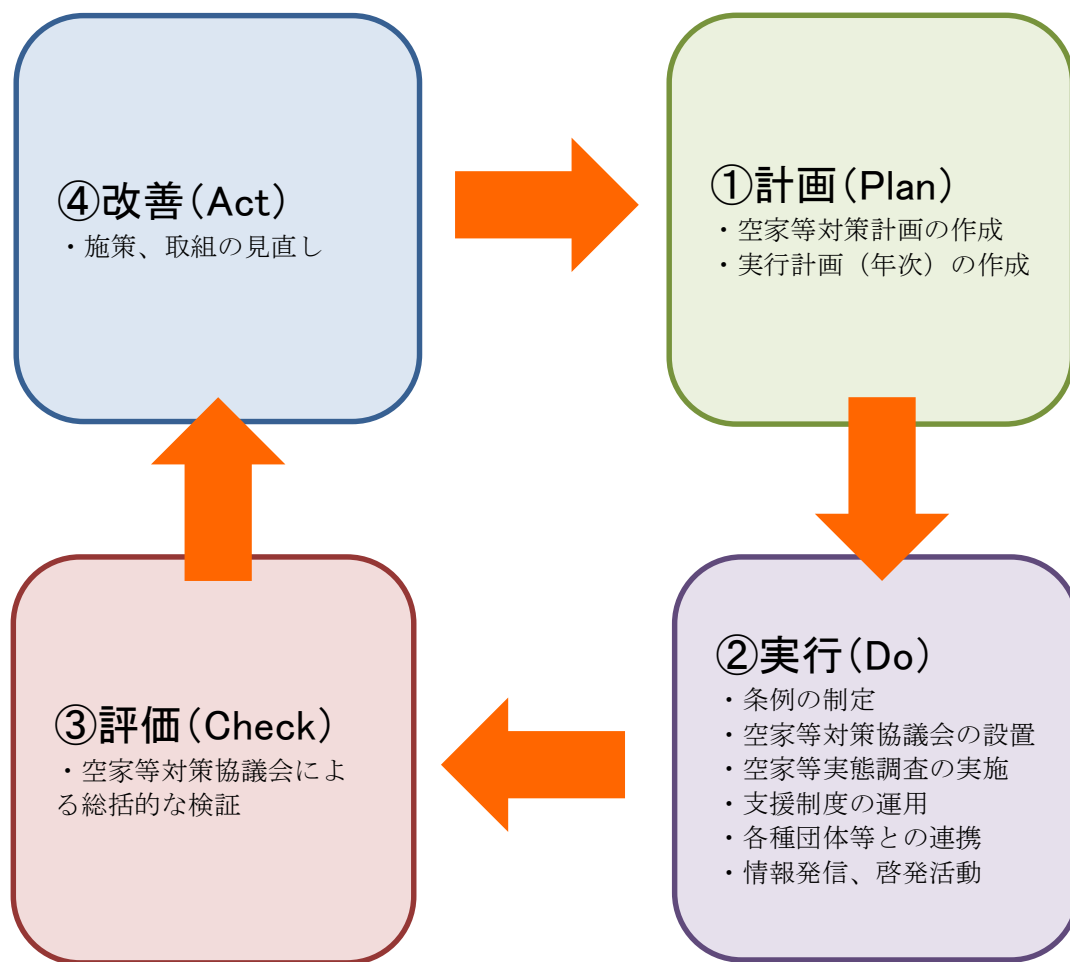 ④改善(Act)
・施策、取組の見直し
①計画(Plan)
・空家等対策計画の作成
・実行計画（年次）の作成
②実行(Do)
・条例の制定
・空家等対策協議会の設置
・空家等実態調査の実施
・支援制度の運用
・各種団体等との連携
・情報発信、啓発活動
③評価(Check)
・空家等対策協議会によ
る総括的な検証